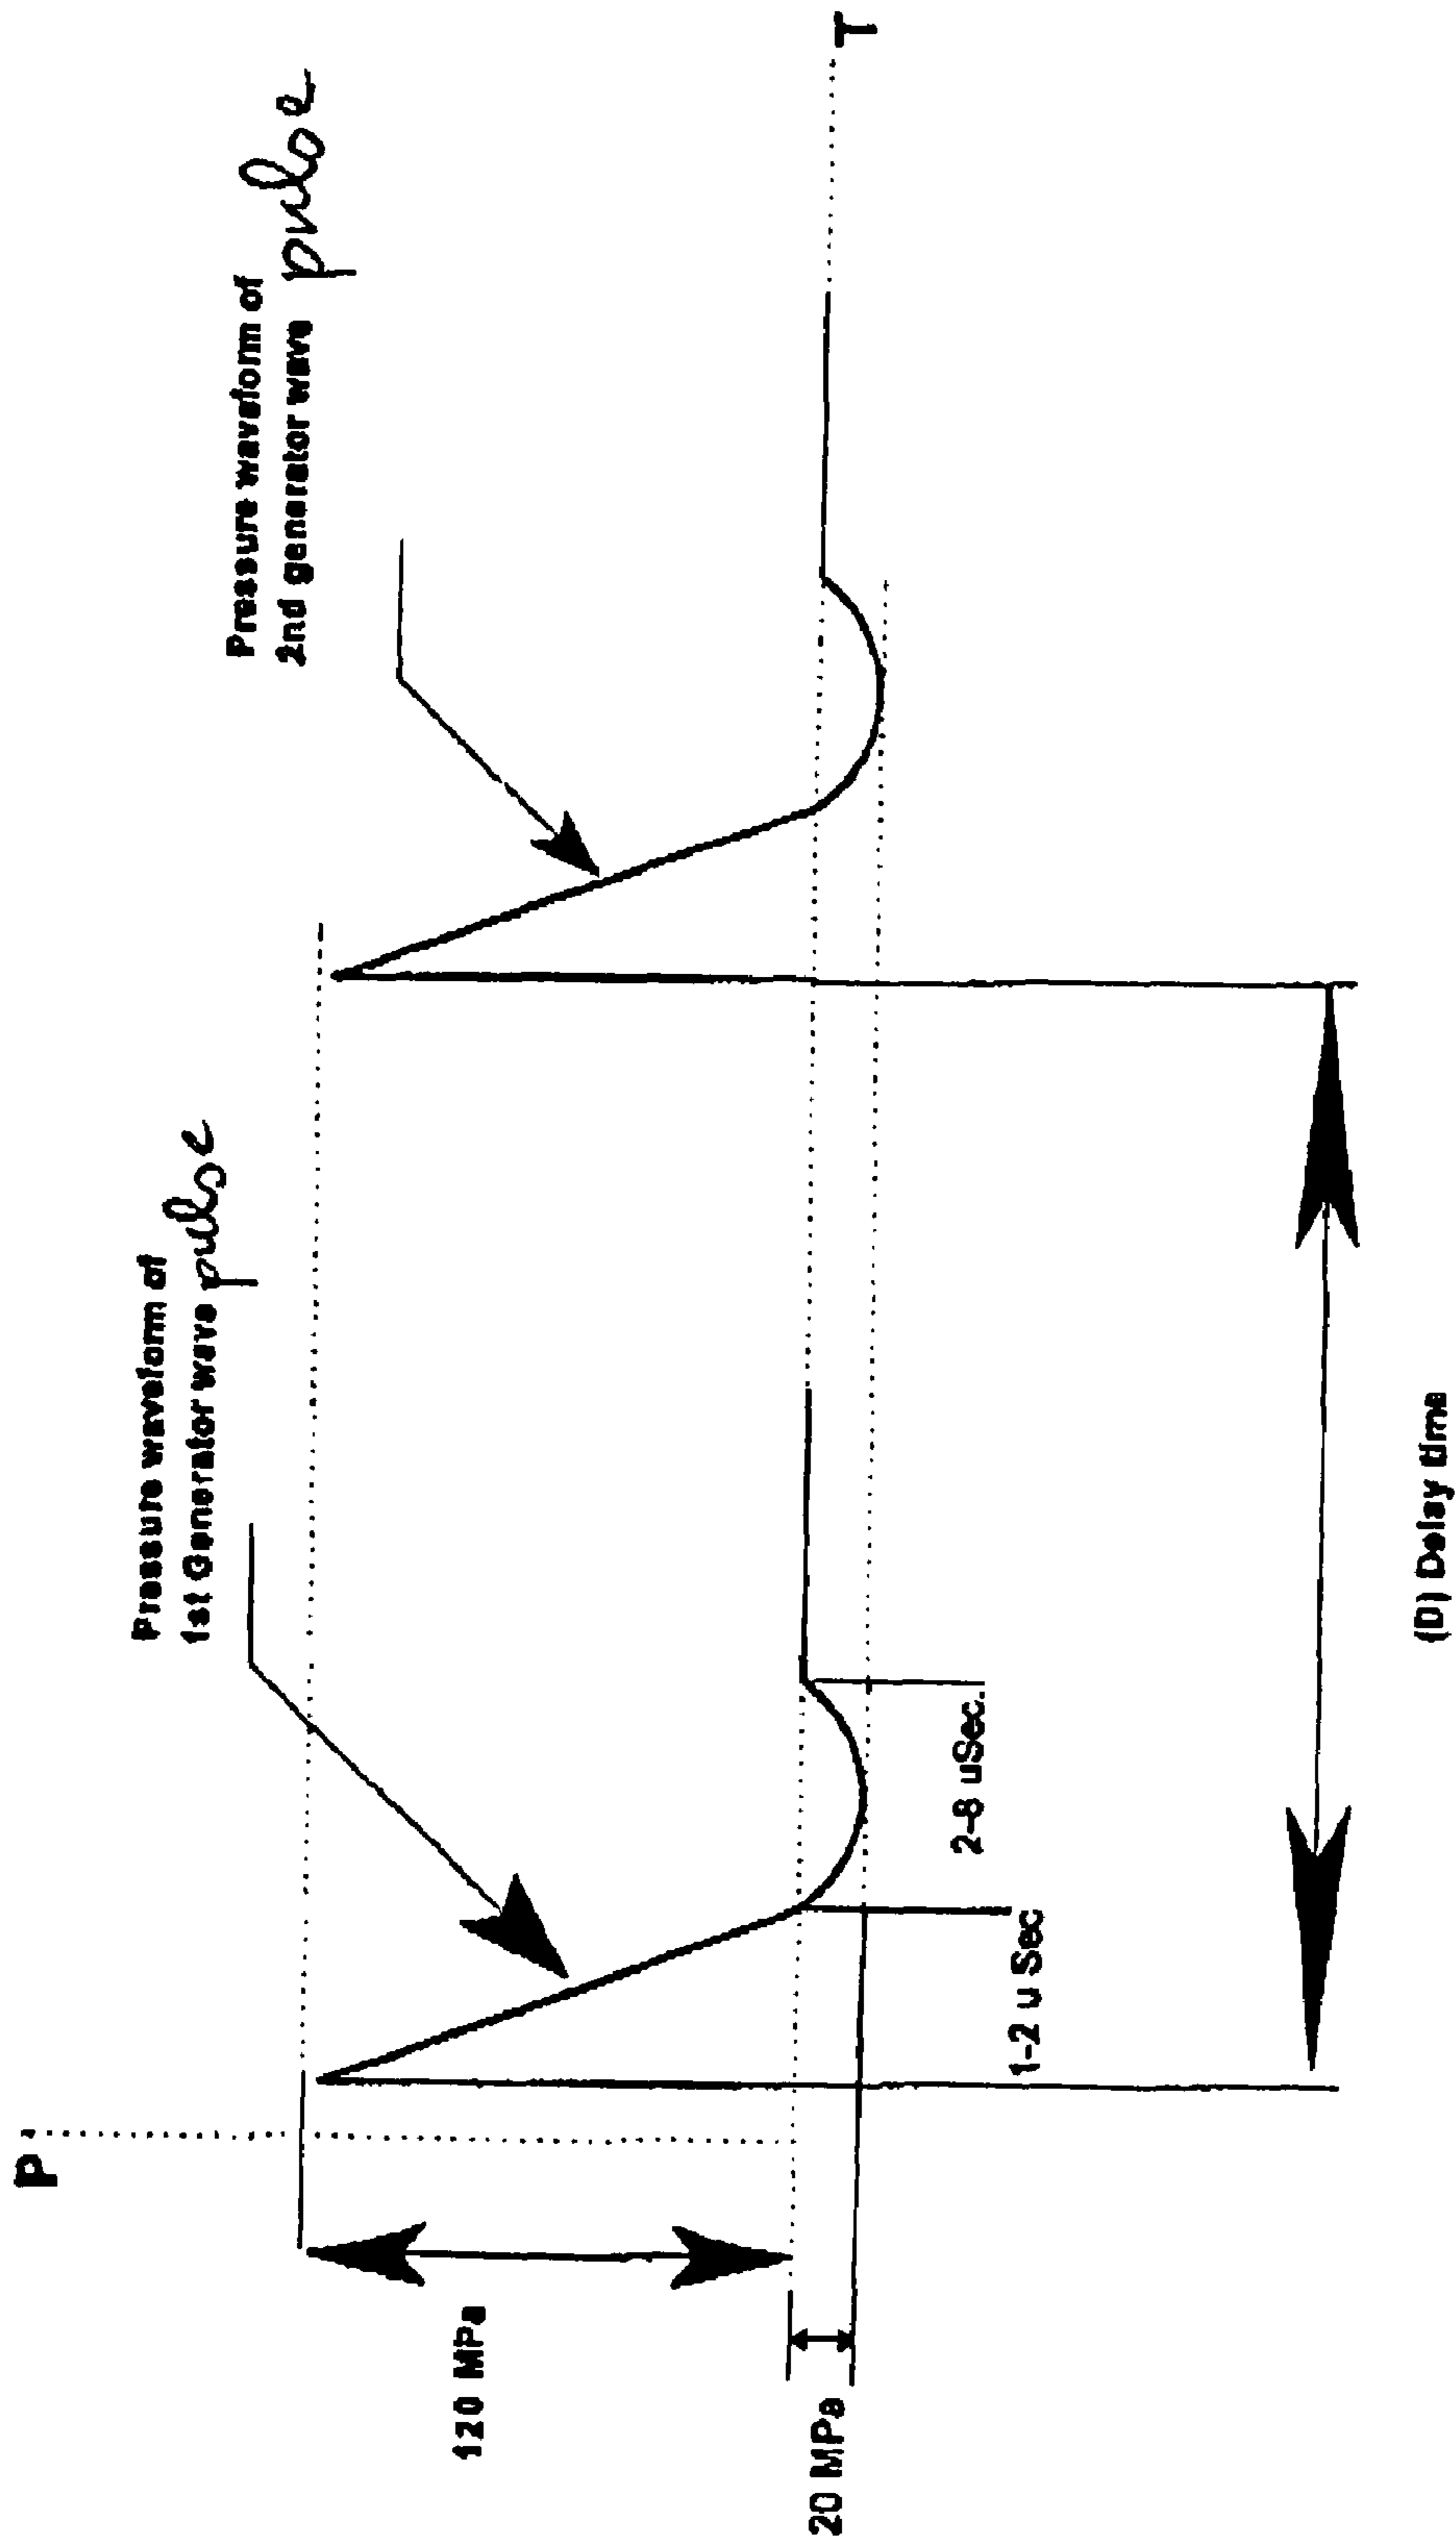 P
Pressure waveform of
1st Generator wave pulse
Pressure waveform of
2nd generator wave pulse
120 MPa
20 MPa
1-2 u Sec
2-8 uSec.
T
(D) Delay time